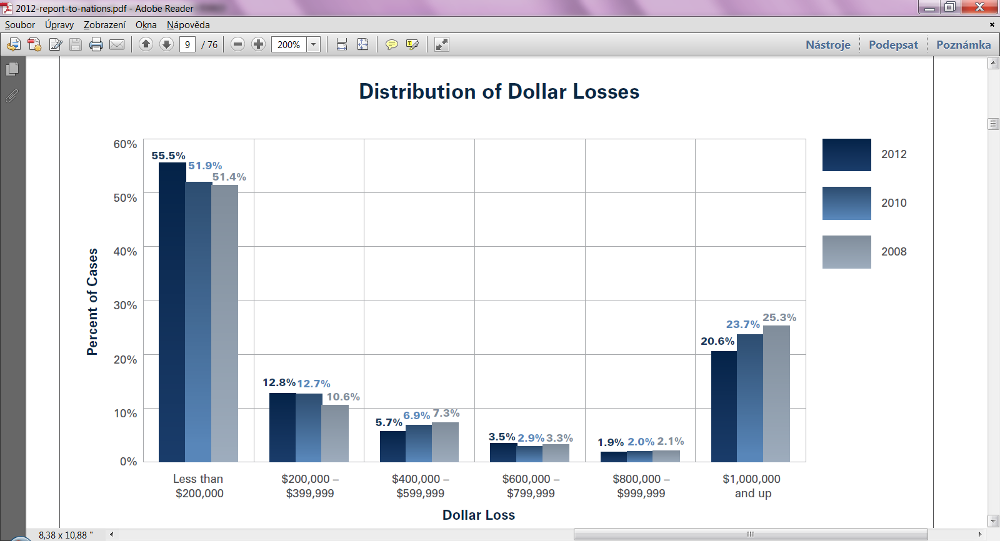 2012-report-to-nations.pdf - Adobe Reader
Soubor Úpravy Zobrazení Okna Nápověda
9 / 76 200% Nástroje Podepsat Poznámka
Distribution of Dollar Losses
60%
50%
40%
30%
20%
10%
0%
Percent of Cases
55.5% 51.9% 51.4%
12.8% 12.7% 10.6%
5.7% 6.9% 7.3%
3.5% 2.9% 3.3%
1.9% 2.0% 2.1%
20.6% 23.7% 25.3%
2012
2010
2008
Less than
$200,000
$200,000 –
$399,999
$400,000 –
$599,999
$600,000 –
$799,999
$800,000 –
$999,999
$1,000,000
and up
Dollar Loss
8,38 x 10,88 "